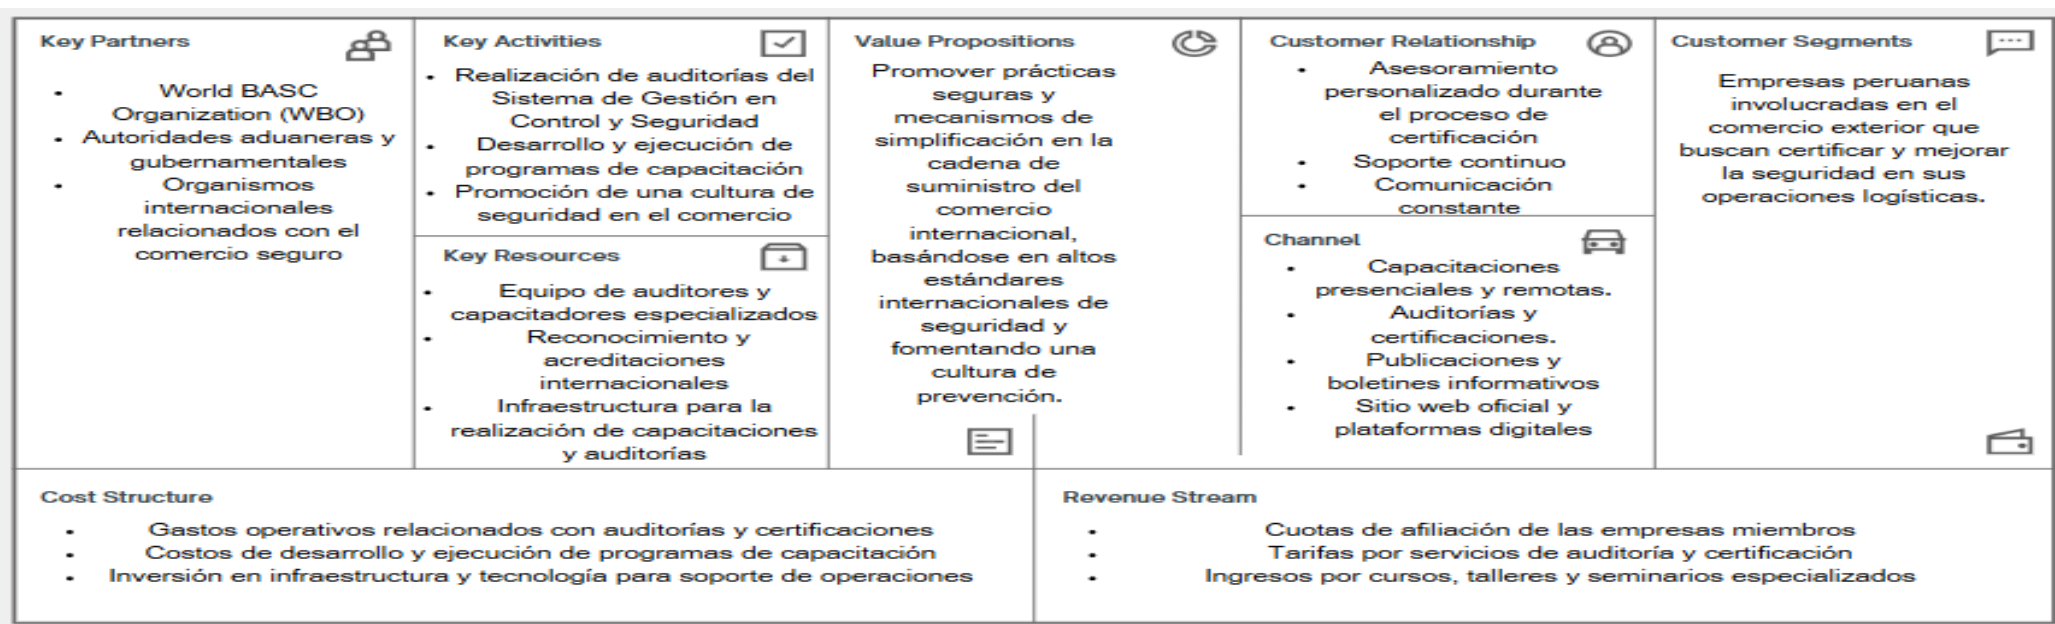 Key Partners
• World BASC
Organization (WBO)
• Autoridades aduaneras y
gubernamentales
• Organismos
internacionales
relacionados con el
comercio seguro
Key Activities
• Realización de auditorías del
Sistema de Gestión en
Control y Seguridad
• Desarrollo y ejecución de
programas de capacitación
• Promoción de una cultura de
seguridad en el comercio
Key Resources
• Equipo de auditores y
capacitadores especializados
• Reconocimiento y
acreditaciones
internacionales
• Infraestructura para la
realización de capacitaciones
y auditorías
Value Propositions
Promover prácticas
seguras y
mecanismos de
simplificación en la
cadena de
suministro del
comercio
internacional,
basándose en altos
estándares
internacionales de
seguridad y
fomentando una
cultura de
prevención.
Customer Relationship
• Asesoramiento
personalizado durante
el proceso de
certificación
• Soporte continuo
• Comunicación
constante
Channel
• Capacitaciones
presenciales y remotas.
• Auditorías y
certificaciones.
• Publicaciones y
boletines informativos
• Sitio web oficial y
plataformas digitales
Customer Segments
Empresas peruanas
involucradas en el
comercio exterior que
buscan certificar y mejorar
la seguridad en sus
operaciones logísticas.
Cost Structure
• Gastos operativos relacionados con auditorías y certificaciones
• Costos de desarrollo y ejecución de programas de capacitación
• Inversión en infraestructura y tecnología para soporte de operaciones
Revenue Stream
• Cuotas de afiliación de las empresas miembros
• Tarifas por servicios de auditoría y certificación
• Ingresos por cursos, talleres y seminarios especializados